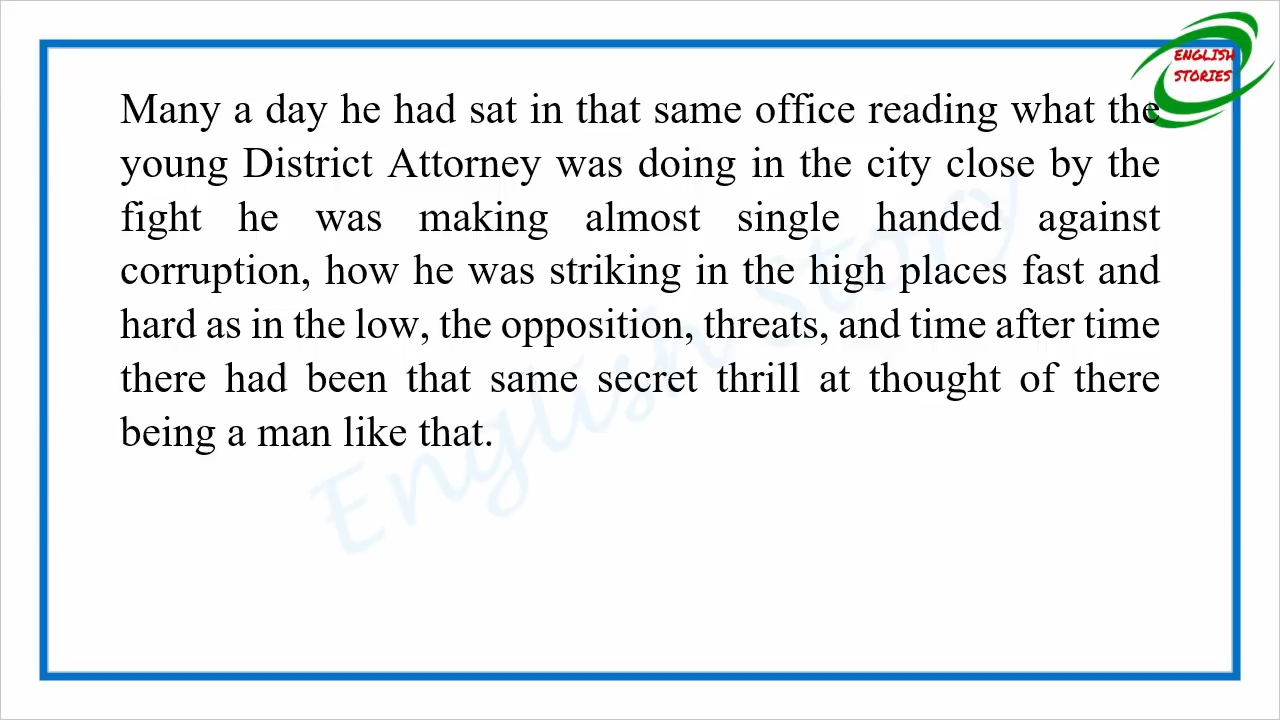 ENGLISH
STORIES
Many a day he had sat in that same office reading what the
young District Attorney was doing in the city close by the
fight he was making almost single handed against
corruption, how he was striking in the high places fast and
hard as in the low, the opposition, threats, and time after time
there had been that same secret thrill at thought of there
being a man like that.
English Story